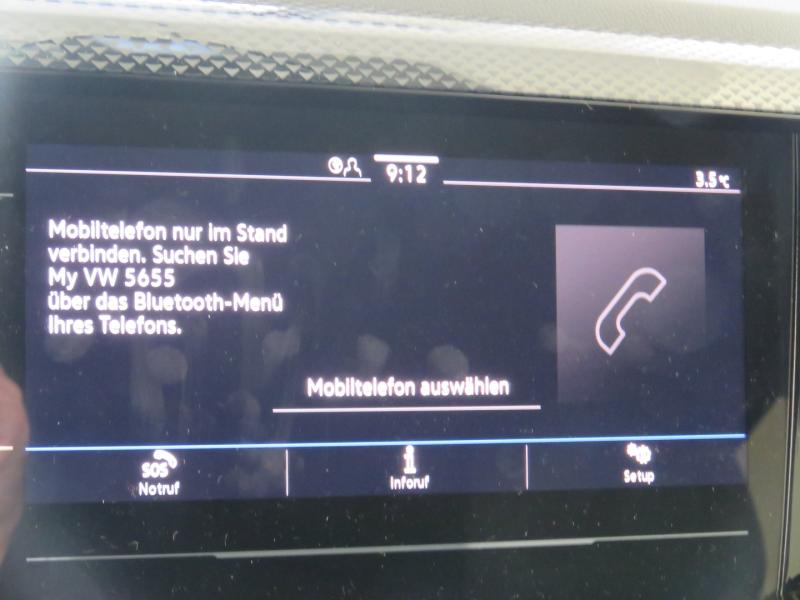 9:12
3,5°C
Mobiltelefon nur im Stand
verbinden. Suchen Sie
My VW 5655
über das Bluetooth-Menü
Ihres Telefons.
Mobiltelefon auswählen
SOS
Notruf
Inforuf
Setup